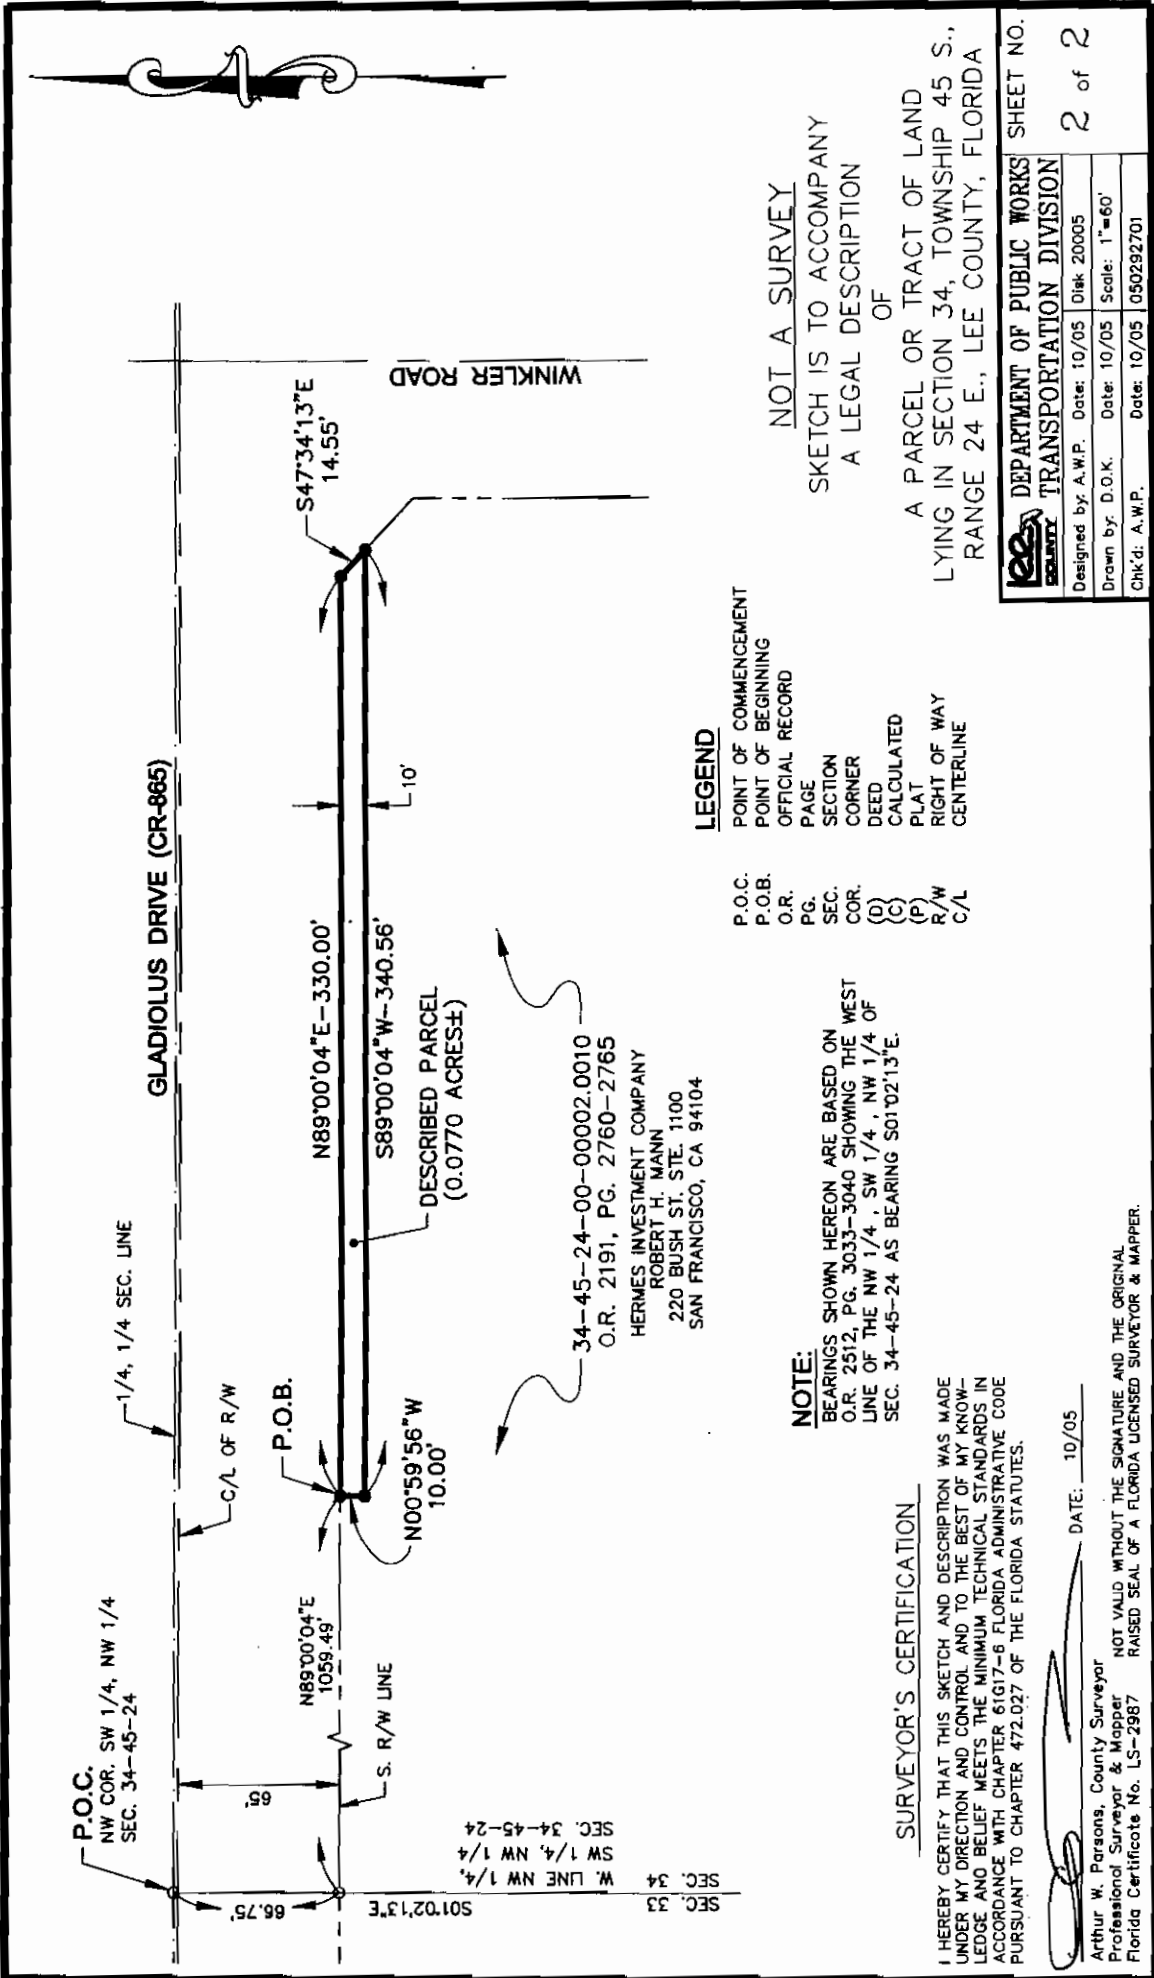 P.O.C.
NW COR. SW 1/4, NW 1/4
SEC. 34-45-24
1/4, 1/4 SEC. LINE
GLADIOLUS DRIVE (CR-865)
C/L OF R/W
66.75'
65'
P.O.B.
N89°00'04"E
1059.49'
S. R/W LINE
S01°02'13"E
SEC. 33
SEC. 34
W. LINE NW 1/4,
SW 1/4, NW 1/4
SEC. 34-45-24
N00°59'56"W
10.00'
N89°00'04"E-330.00'
S89°00'04"W-340.56'
10'
S47°34'13"E
14.55'
WINKLER ROAD
DESCRIBED PARCEL
(0.0770 ACRES±)
34-45-24-00-00002.0010
O.R. 2191, PG. 2760-2765
HERMES INVESTMENT COMPANY
ROBERT H. MANN
220 BUSH ST. STE. 1100
SAN FRANCISCO, CA 94104
LEGEND
P.O.C. POINT OF COMMENCEMENT
P.O.B. POINT OF BEGINNING
O.R. OFFICIAL RECORD
PG. PAGE
SEC. SECTION
COR. CORNER
(D) DEED
(C) CALCULATED
(P) PLAT
R/W RIGHT OF WAY
C/L CENTERLINE
NOTE:
BEARINGS SHOWN HEREON ARE BASED ON
O.R. 2512, PG. 3033-3040 SHOWING THE WEST
LINE OF THE NW 1/4 , SW 1/4 , NW 1/4 OF
SEC. 34-45-24 AS BEARING S01°02'13"E.
SURVEYOR'S CERTIFICATION
I HEREBY CERTIFY THAT THIS SKETCH AND DESCRIPTION WAS MADE
UNDER MY DIRECTION AND CONTROL AND TO THE BEST OF MY KNOW-
LEDGE AND BELIEF MEETS THE MINIMUM TECHNICAL STANDARDS IN
ACCORDANCE WITH CHAPTER 61G17-6 FLORIDA ADMINISTRATIVE CODE
PURSUANT TO CHAPTER 472.027 OF THE FLORIDA STATUTES.
DATE: 10/05
Arthur W. Parsons, County Surveyor
Professional Surveyor & Mapper
Florida Certificate No. LS-2987
NOT VALID WITHOUT THE SIGNATURE AND THE ORIGINAL
RAISED SEAL OF A FLORIDA LICENSED SURVEYOR & MAPPER.
NOT A SURVEY
SKETCH IS TO ACCOMPANY
A LEGAL DESCRIPTION
OF
A PARCEL OR TRACT OF LAND
LYING IN SECTION 34, TOWNSHIP 45 S.,
RANGE 24 E., LEE COUNTY, FLORIDA
Lee COUNTY
DEPARTMENT OF PUBLIC WORKS
TRANSPORTATION DIVISION
SHEET NO.
2 of 2
Designed by: A.W.P. Date: 10/05 Disk 20005
Drawn by: D.O.K. Date: 10/05 Scale: 1"=60'
Chk'd: A.W.P. Date: 10/05 050292701